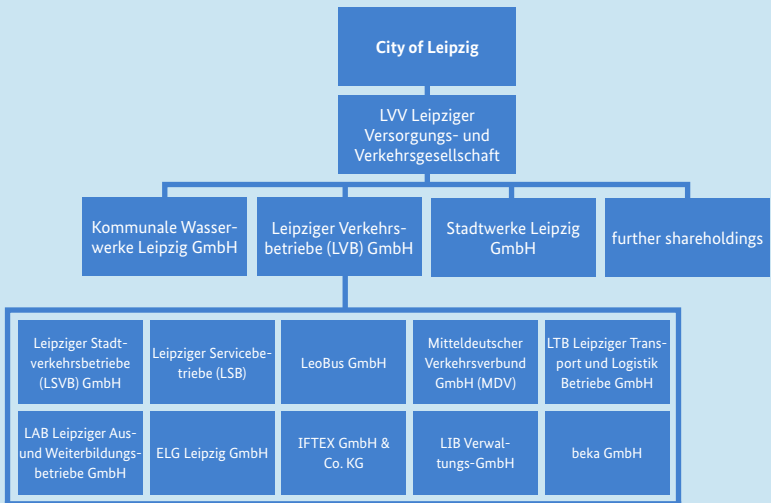 City of Leipzig
LVV Leipziger
Versorgungs- und
Verkehrsgesellschaft
Kommunale Wasser-
werke Leipzig GmbH
Leipziger Verkehrs-
betriebe (LVB) GmbH
Stadtwerke Leipzig
GmbH
further shareholdings
Leipziger Stadt-
verkehrsbetriebe
(LSVB) GmbH
Leipziger Servicebe-
triebe (LSB)
LeoBus GmbH
Mitteldeutscher
Verkehrsverbund
GmbH (MDV)
LTB Leipziger Trans-
port und Logistik
Betriebe GmbH
LAB Leipziger Aus-
und Weiterbildungs-
betriebe GmbH
ELG Leipzig GmbH
IFTEX GmbH &
Co. KG
LIB Verwal-
tungs-GmbH
beka GmbH